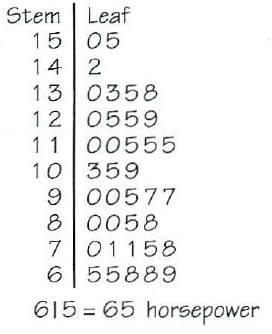 Stem | Leaf
15 | 05
14 | 2
13 | 0358
12 | 0559
11 | 00555
10 | 359
9 | 00577
8 | 0058
7 | 01158
6 | 55889
6|5 = 65 horsepower